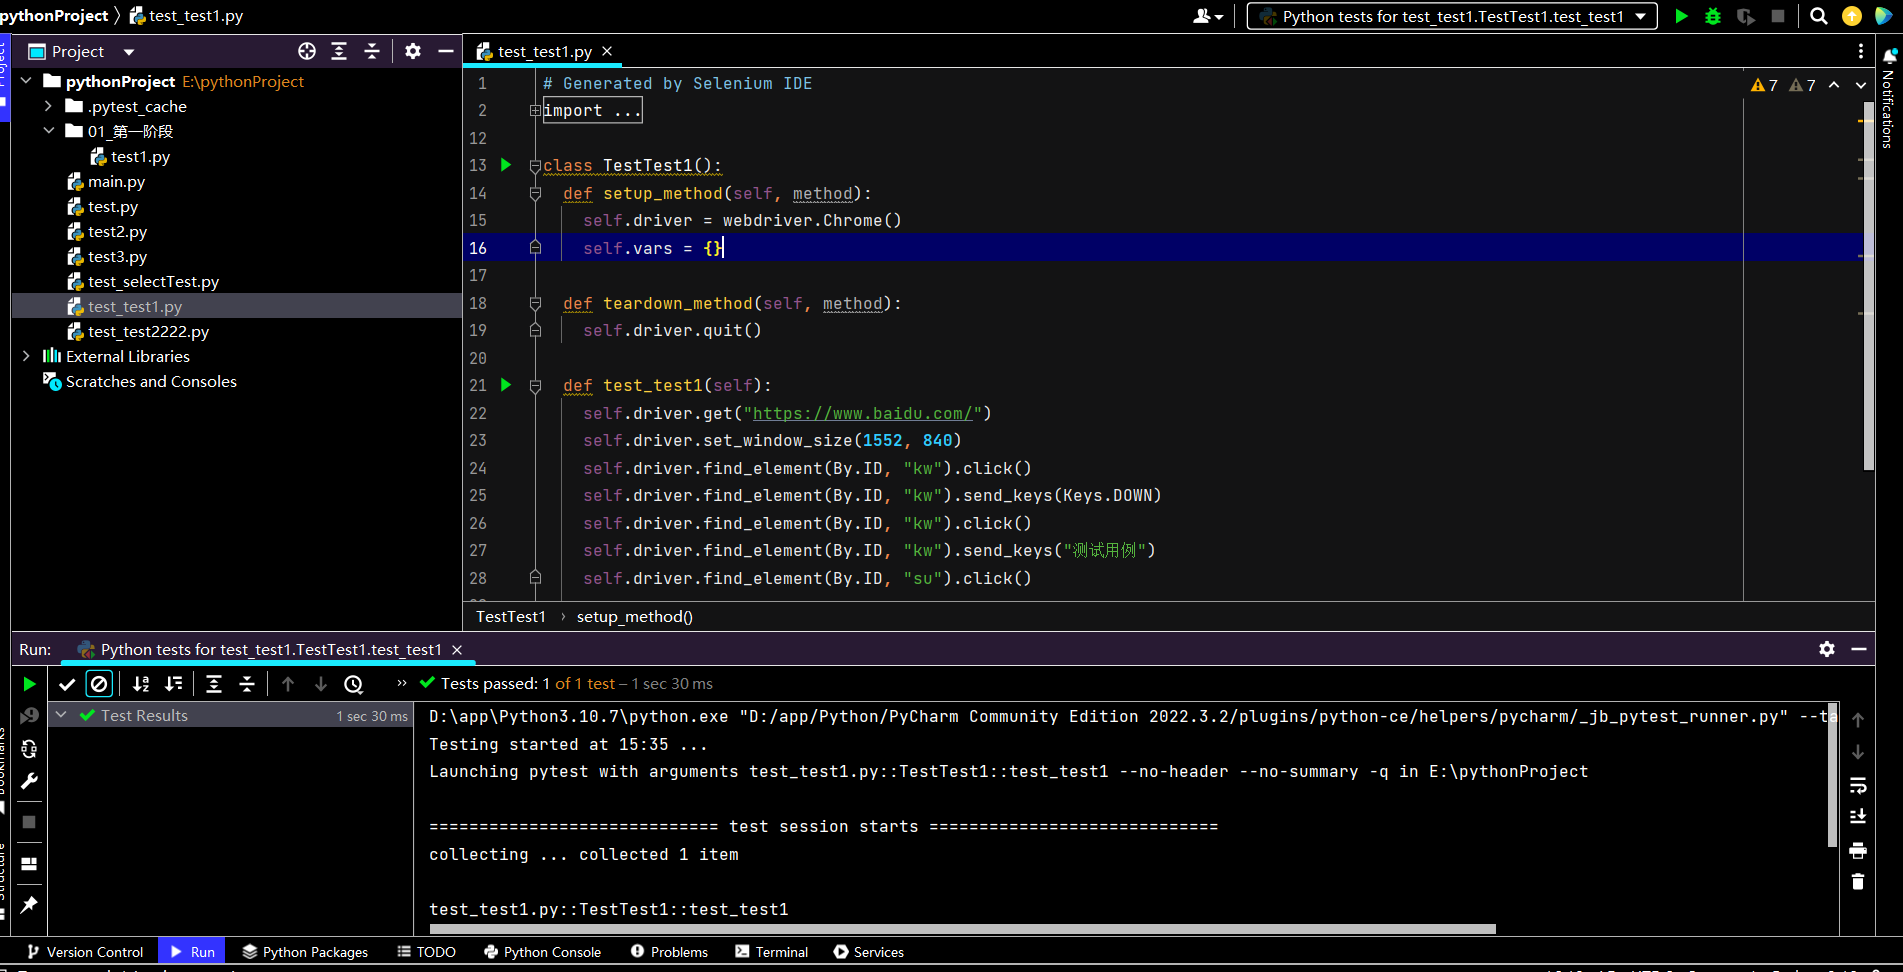 pythonProject 〉 test_test1.py
Python tests for test_test1.TestTest1.test_test1
Project
test_test1.py
pythonProject E:\pythonProject
.pytest_cache
01_第一阶段
test1.py
main.py
test.py
test2.py
test3.py
test_selectTest.py
test_test1.py
test_test2222.py
External Libraries
Scratches and Consoles
7 7
Notifications
1 # Generated by Selenium IDE
2 import ...
12
13 class TestTest1():
14 def setup_method(self, method):
15 self.driver = webdriver.Chrome()
16 self.vars = {}
17
18 def teardown_method(self, method):
19 self.driver.quit()
20
21 def test_test1(self):
22 self.driver.get("https://www.baidu.com/")
23 self.driver.set_window_size(1552, 840)
24 self.driver.find_element(By.ID, "kw").click()
25 self.driver.find_element(By.ID, "kw").send_keys(Keys.DOWN)
26 self.driver.find_element(By.ID, "kw").click()
27 self.driver.find_element(By.ID, "kw").send_keys("测试用例")
28 self.driver.find_element(By.ID, "su").click()
TestTest1 › setup_method()
Run: Python tests for test_test1.TestTest1.test_test1
» Tests passed: 1 of 1 test – 1 sec 30 ms
Test Results 1 sec 30 ms
D:\app\Python3.10.7\python.exe "D:/app/Python/PyCharm Community Edition 2022.3.2/plugins/python-ce/helpers/pycharm/_jb_pytest_runner.py" --ta
Testing started at 15:35 ...
Launching pytest with arguments test_test1.py::TestTest1::test_test1 --no-header --no-summary -q in E:\pythonProject
============================= test session starts =============================
collecting ... collected 1 item
test_test1.py::TestTest1::test_test1
Version Control Run Python Packages TODO Python Console Problems Terminal Services